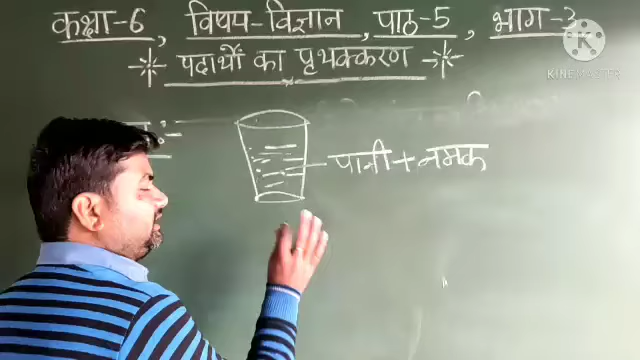 कक्षा-6, विषय-विज्ञान, पाठ-5, भाग-3
पदार्थों का पृथक्करण
KINEMASTER
पानी+नमक